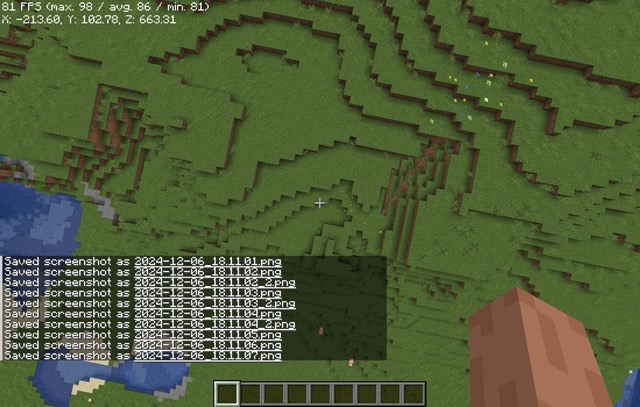 81 FPS (max. 98 / avg. 86 / min. 81)
X: -213.60, Y: 102.78, Z: 663.31
Saved screenshot as 2024-12-06_18.11.01.png
Saved screenshot as 2024-12-06_18.11.02.png
Saved screenshot as 2024-12-06_18.11.02_2.png
Saved screenshot as 2024-12-06_18.11.03.png
Saved screenshot as 2024-12-06_18.11.03_2.png
Saved screenshot as 2024-12-06_18.11.04.png
Saved screenshot as 2024-12-06_18.11.04_2.png
Saved screenshot as 2024-12-06_18.11.05.png
Saved screenshot as 2024-12-06_18.11.06.png
Saved screenshot as 2024-12-06_18.11.07.png